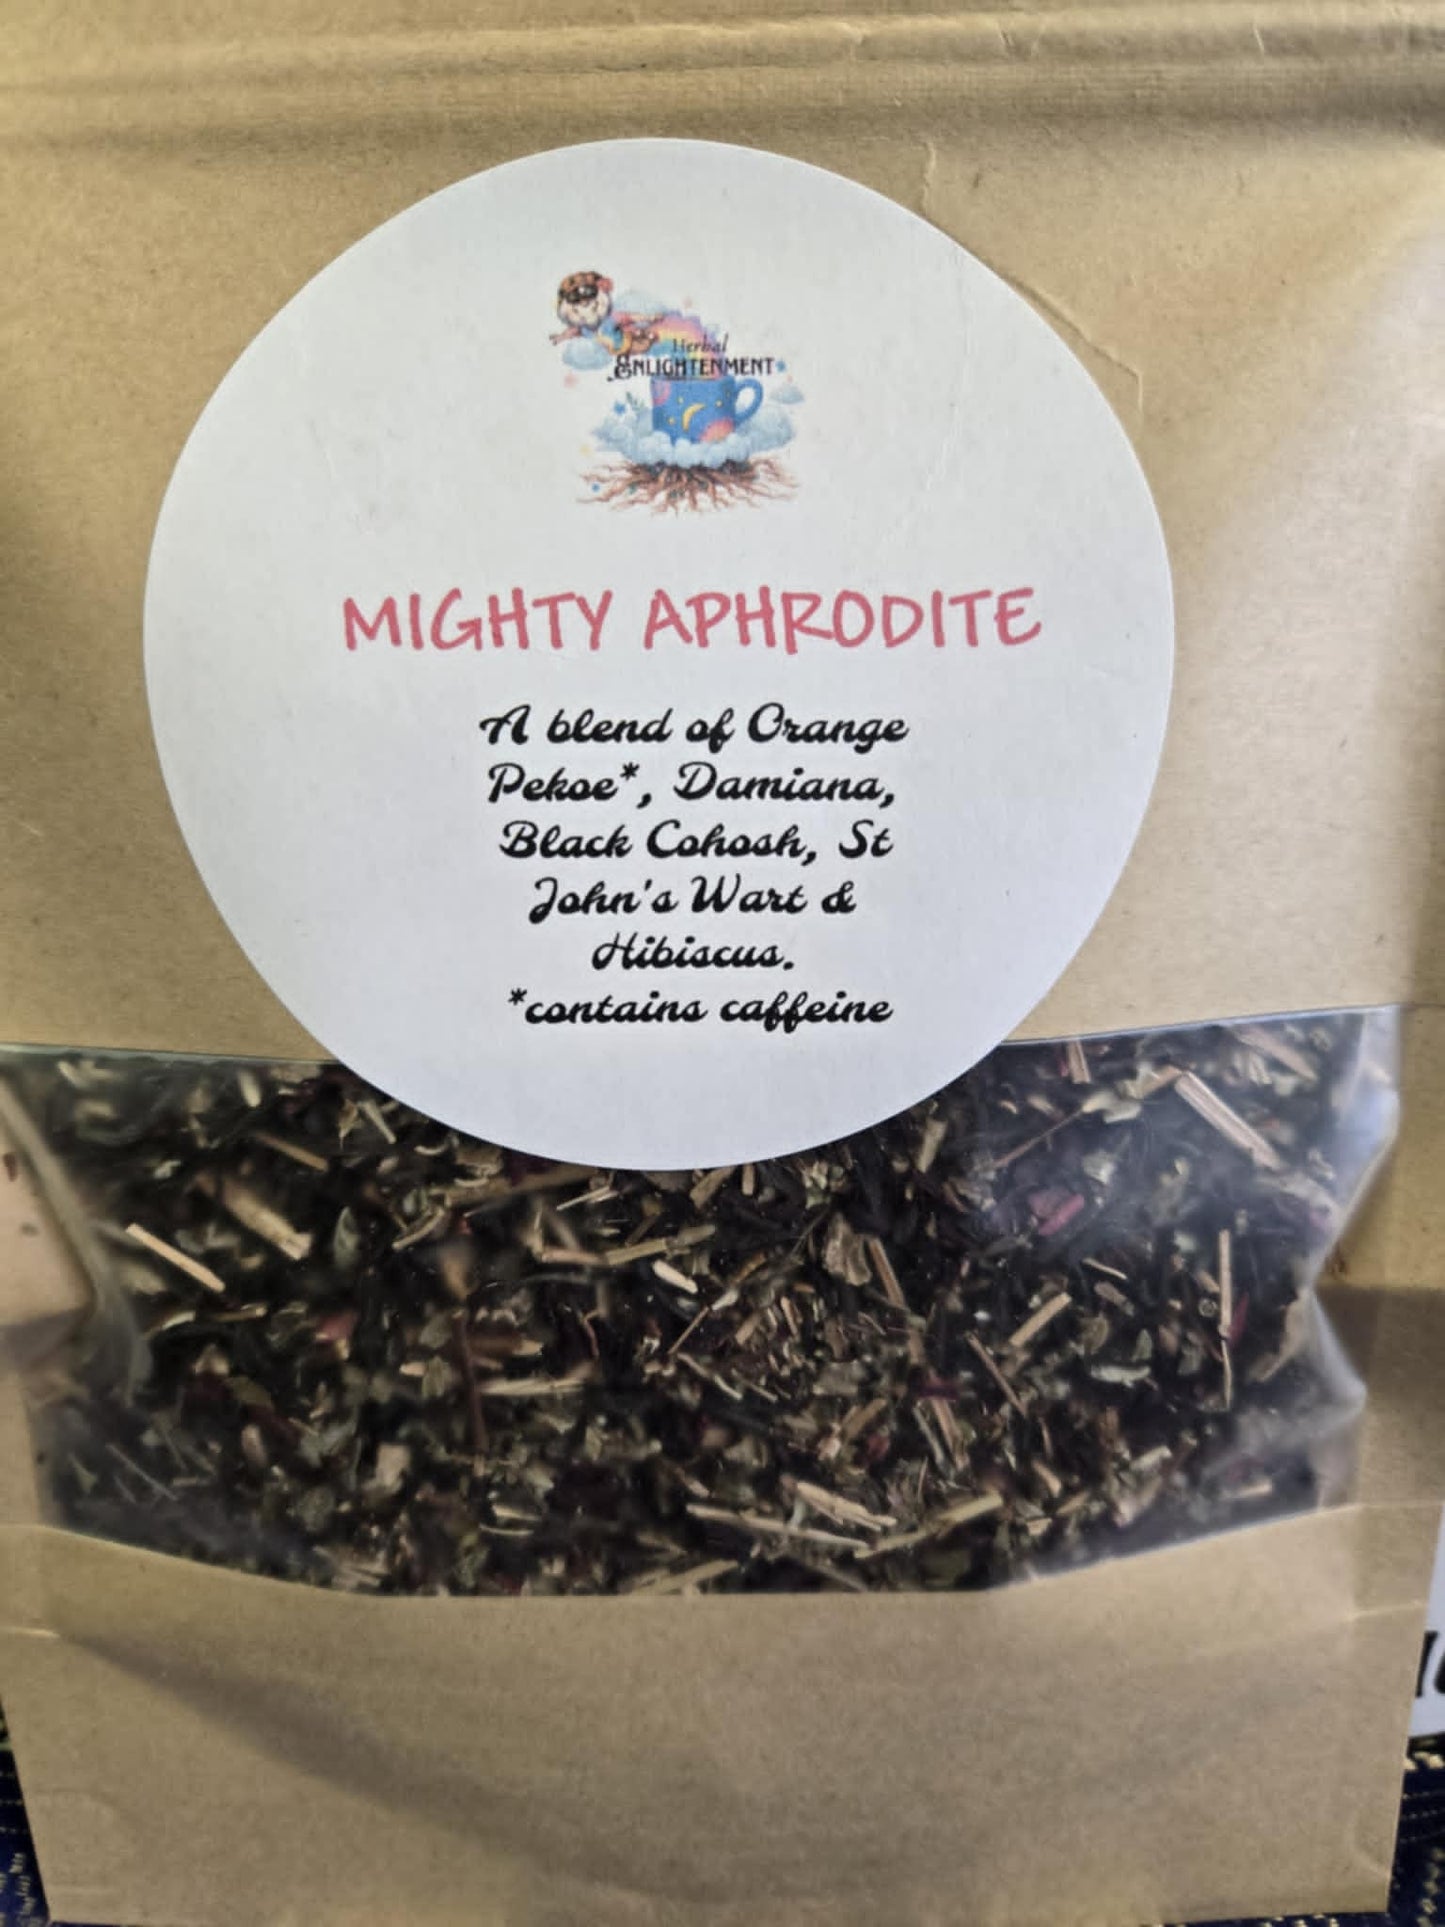 Herbal
ENLIGHTENMENT
MIGHTY APHRODITE
A blend of Orange
Pekoe*, Damiana,
Black Cohosh, St
John's Wart &
Hibiscus.
*contains caffeine